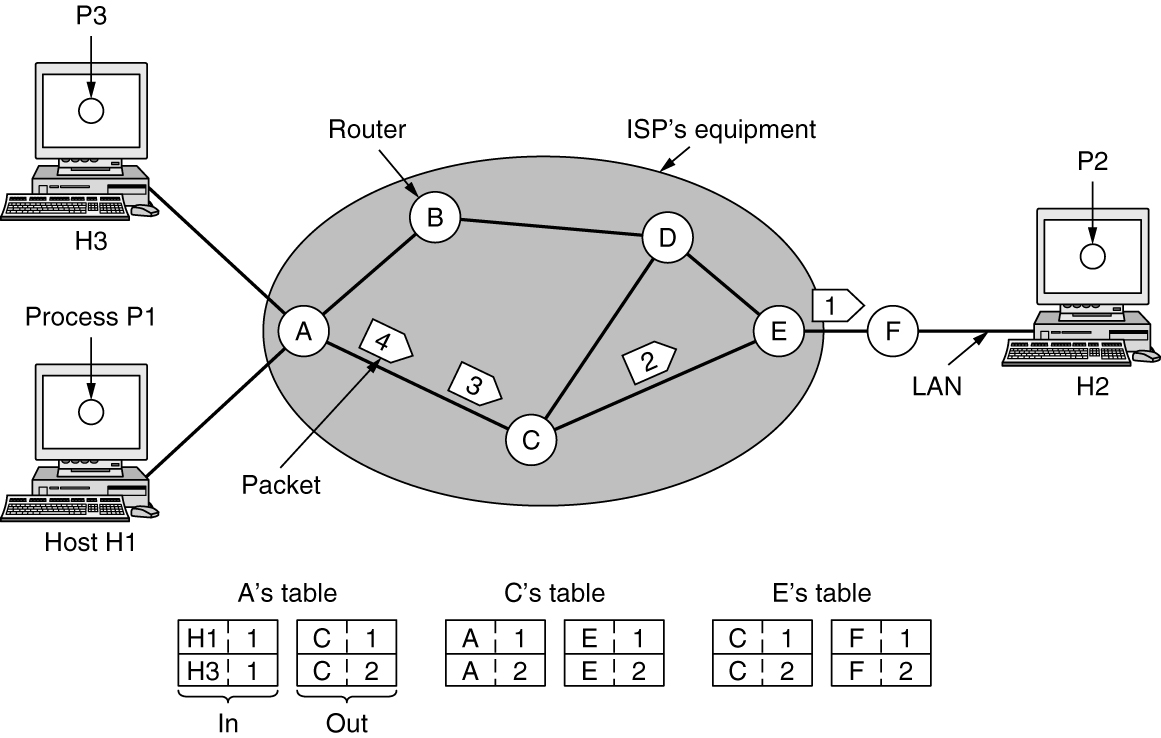 P3
Router
ISP's equipment
P2
B
D
H3
1
Process P1
A
4
E
F
2
3
LAN
H2
C
Packet
Host H1
A's table
C's table
E's table
H1 1 C 1 A 1 E 1 C 1 F 1
H3 1 C 2 A 2 E 2 C 2 F 2
In
Out